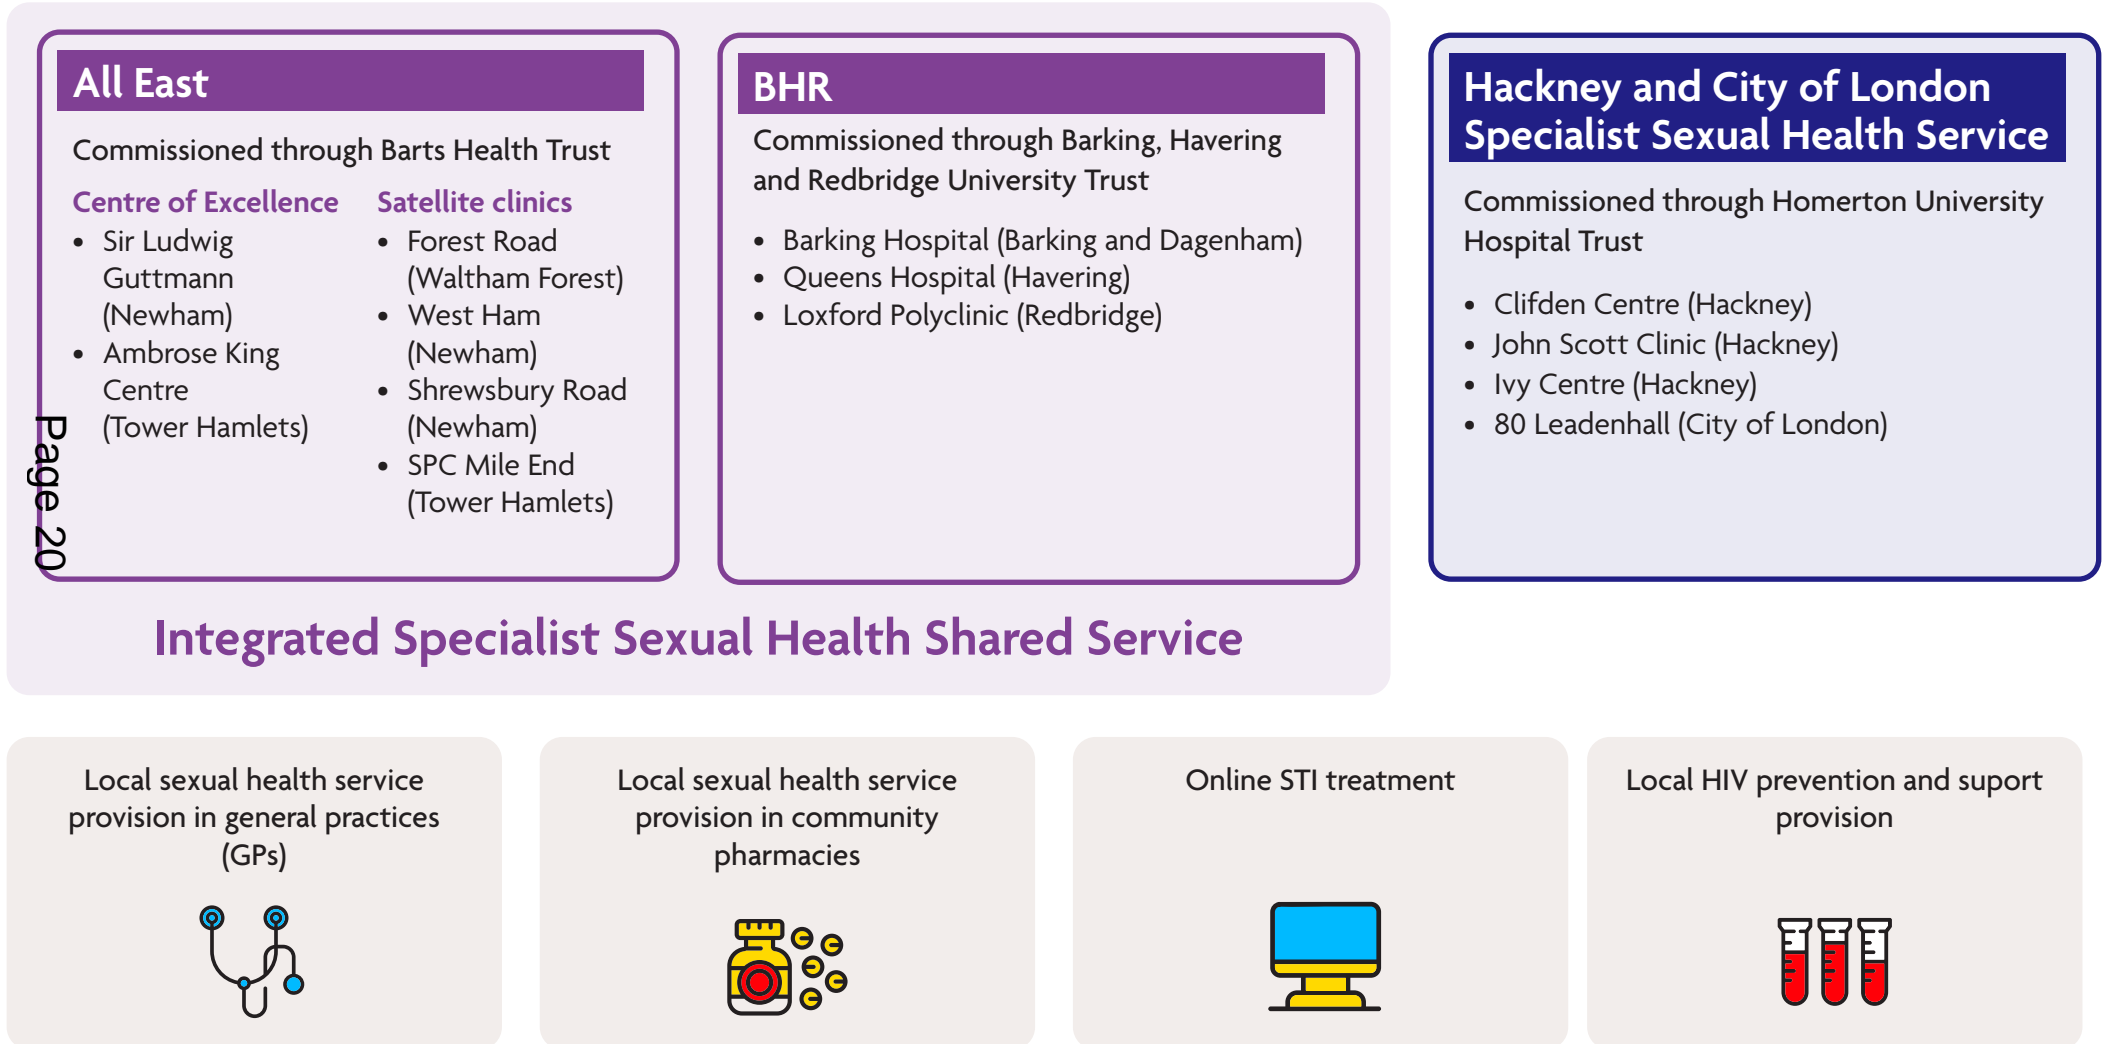 All East
Commissioned through Barts Health Trust
Centre of Excellence
• Sir Ludwig
Guttmann
(Newham)
• Ambrose King
Centre
(Tower Hamlets)
Satellite clinics
• Forest Road
(Waltham Forest)
• West Ham
(Newham)
• Shrewsbury Road
(Newham)
• SPC Mile End
(Tower Hamlets)
BHR
Commissioned through Barking, Havering
and Redbridge University Trust
• Barking Hospital (Barking and Dagenham)
• Queens Hospital (Havering)
• Loxford Polyclinic (Redbridge)
Integrated Specialist Sexual Health Shared Service
Hackney and City of London
Specialist Sexual Health Service
Commissioned through Homerton University
Hospital Trust
• Clifden Centre (Hackney)
• John Scott Clinic (Hackney)
• Ivy Centre (Hackney)
• 80 Leadenhall (City of London)
Page 20
Local sexual health service
provision in general practices
(GPs)
Local sexual health service
provision in community
pharmacies
Online STI treatment
Local HIV prevention and suport
provision